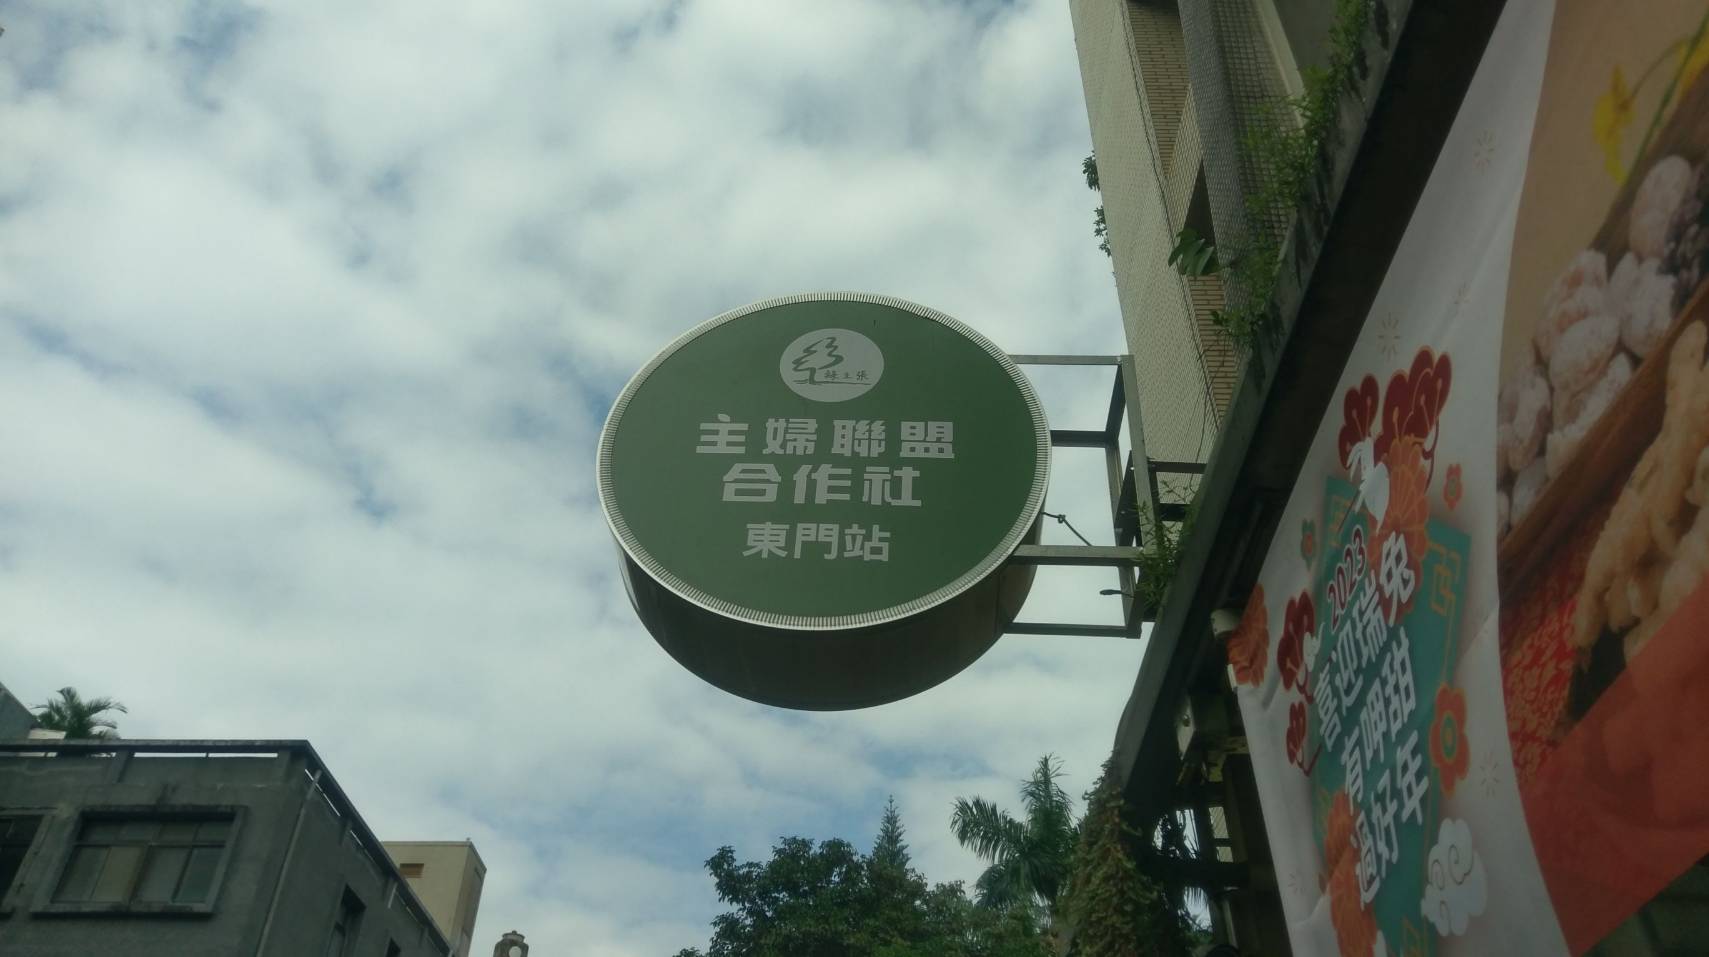 綠主張
主婦聯盟
合作社
東門站
2023
喜迎瑞兔
有呷甜
過好年